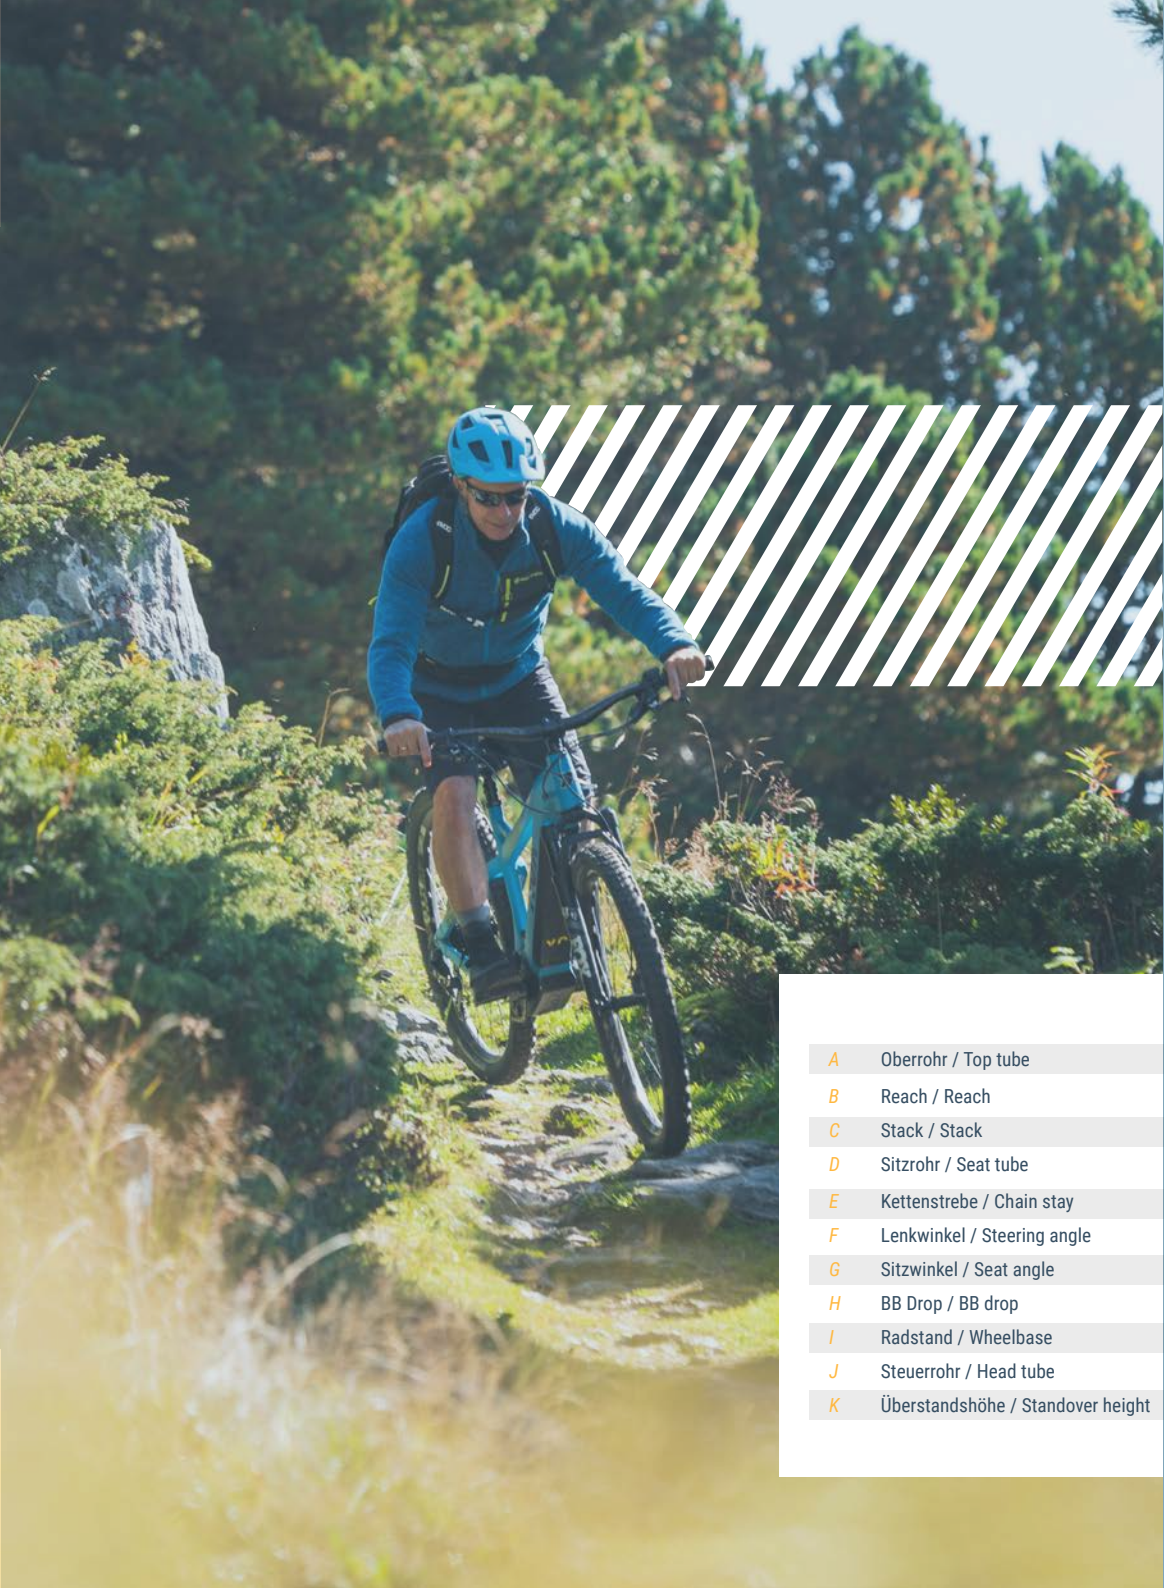 A Oberrohr / Top tube
B Reach / Reach
C Stack / Stack
D Sitzrohr / Seat tube
E Kettenstrebe / Chain stay
F Lenkwinkel / Steering angle
G Sitzwinkel / Seat angle
H BB Drop / BB drop
I Radstand / Wheelbase
J Steuerrohr / Head tube
K Überstandshöhe / Standover height